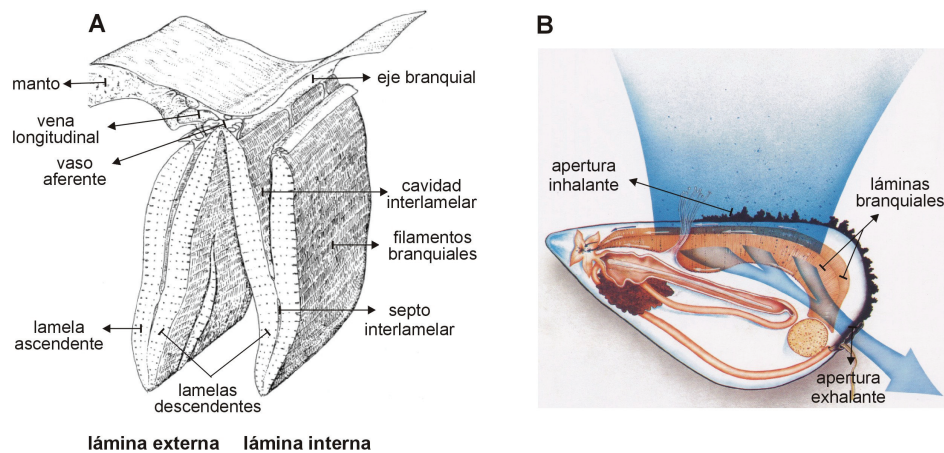 A
manto
vena
longitudinal
vaso
aferente
eje branquial
cavidad
interlamelar
filamentos
branquiales
septo
interlamelar
lamela
ascendente
lamelas
descendentes
lámina externa
lámina interna
B
apertura
inhalante
láminas
branquiales
apertura
exhalante